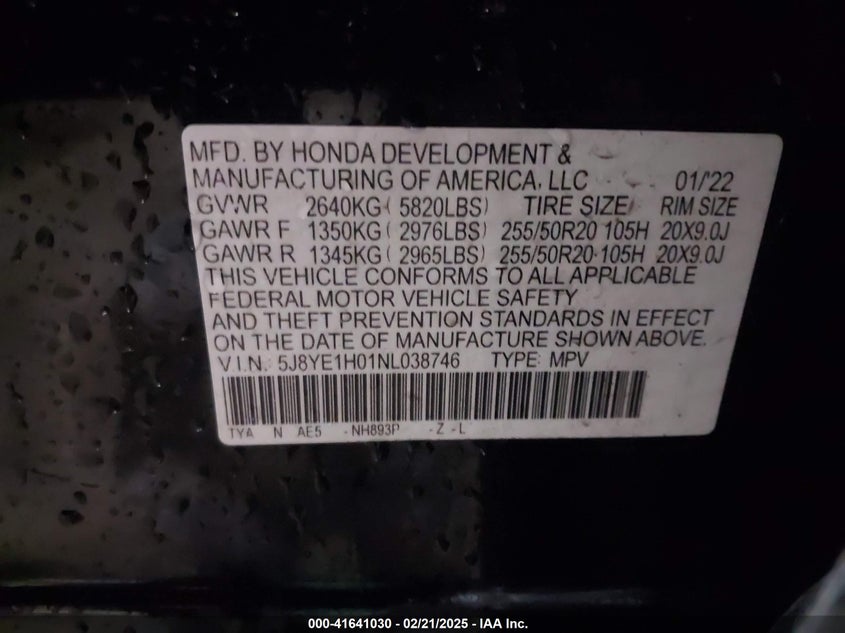 MFD. BY HONDA DEVELOPMENT &
MANUFACTURING OF AMERICA, LLC 01/'22
GVWR 2640KG( 5820LBS) TIRE SIZE RIM SIZE
GAWR F 1350KG( 2976LBS) 255/50R20 105H 20X9.0J
GAWR R 1345KG( 2965LBS) 255/50R20 105H 20X9.0J
THIS VEHICLE CONFORMS TO ALL APPLICABLE
FEDERAL MOTOR VEHICLE SAFETY
AND THEFT PREVENTION STANDARDS IN EFFECT
ON THE DATE OF MANUFACTURE SHOWN ABOVE.
V.I.N.: 5J8YE1H01NL038746 TYPE: MPV
TYA N AE5 -NH893P -Z -L
000-41641030 - 02/21/2025 - IAA Inc.